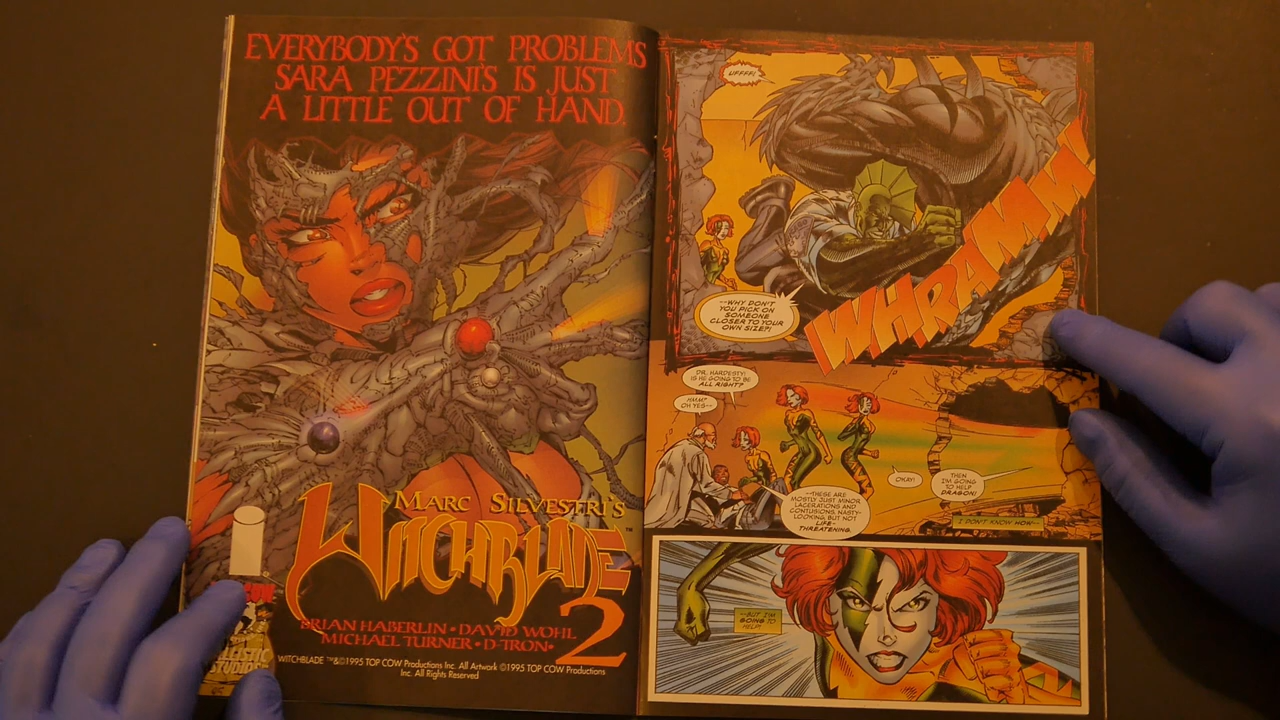 EVERYBODY'S GOT PROBLEMS
SARA PEZZINI'S IS JUST
A LITTLE OUT OF HAND.
MARC SILVESTRI'S
WITCHBLADE™
2
BRIAN HABERLIN • DAVID WOHL
MICHAEL TURNER • D-TRON •
WITCHBLADE ™&©1995 TOP COW Productions Inc. All Artwork ©1995 TOP COW Productions
Inc. All Rights Reserved
UFFFF!
--WHY DON'T
YOU PICK ON
SOMEONE
CLOSER TO YOUR
OWN SIZE?!
WHRAMMM!
DR. HARDESTY!
IS HE GOING TO BE
ALL RIGHT?
HMM?
OH YES--
--THESE ARE
MOSTLY JUST MINOR
LACERATIONS AND
CONTUSIONS. NASTY-
LOOKING, BUT NOT
LIFE-
THREATENING.
OKAY!
THEN
I'M GOING
TO HELP
DRAGON!
I DON'T KNOW HOW--
--BUT I'M
GOING TO
HELP!